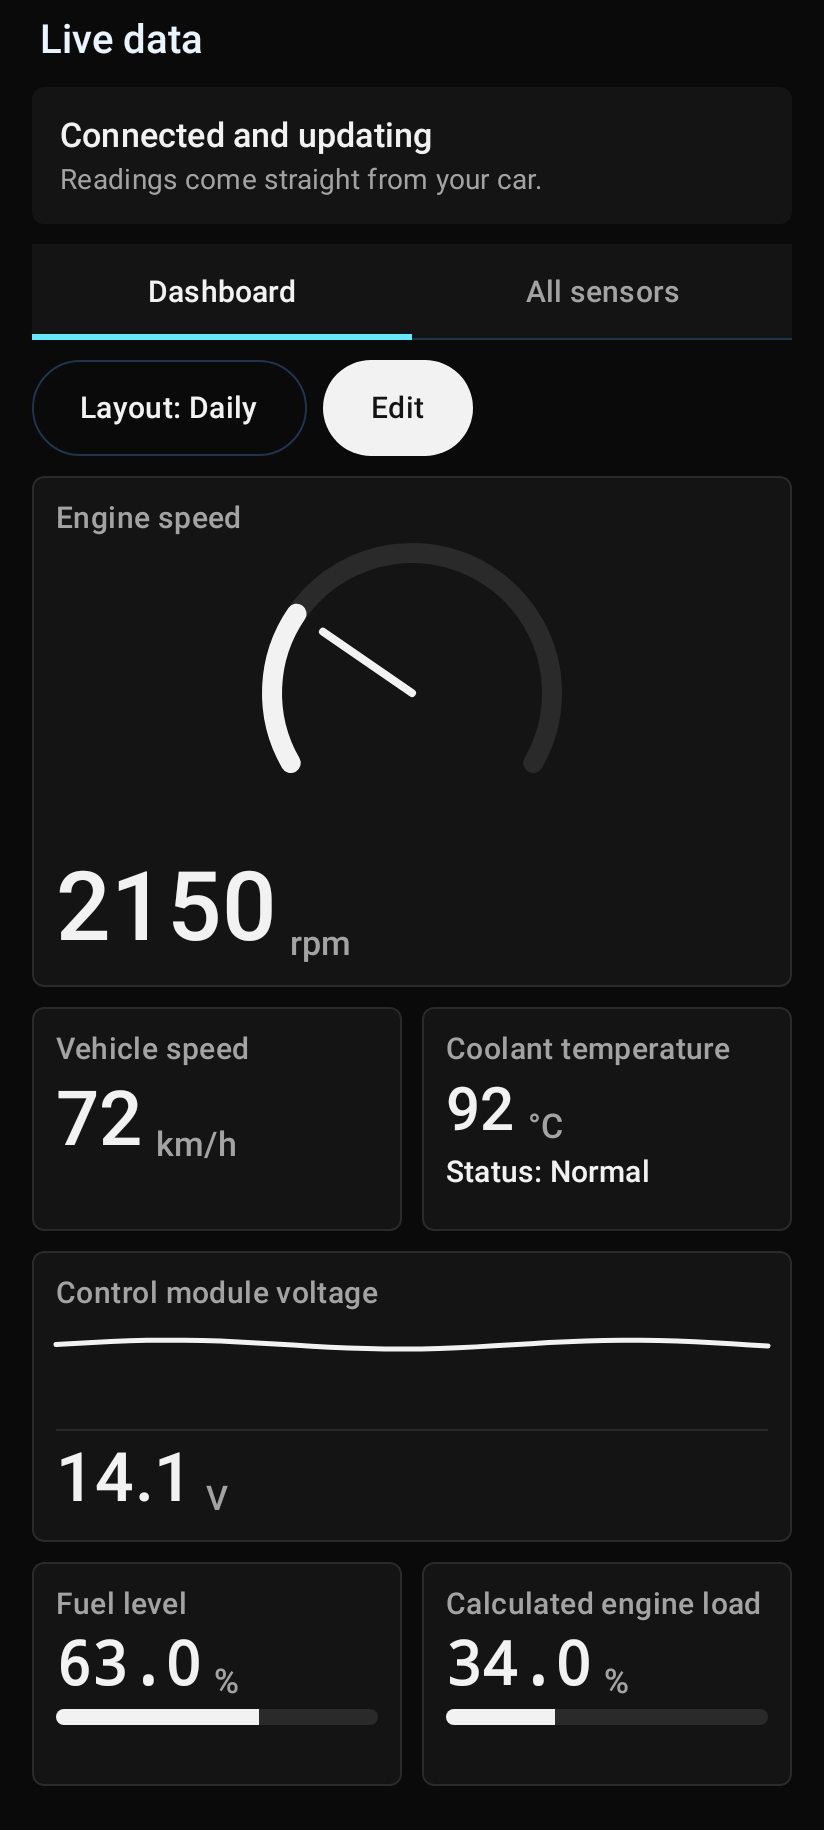 Live data
Connected and updating
Readings come straight from your car.
Dashboard
All sensors
Layout: Daily
Edit
Engine speed
2150 rpm
Vehicle speed
72 km/h
Coolant temperature
92 °C
Status: Normal
Control module voltage
14.1 V
Fuel level
63.0 %
Calculated engine load
34.0 %